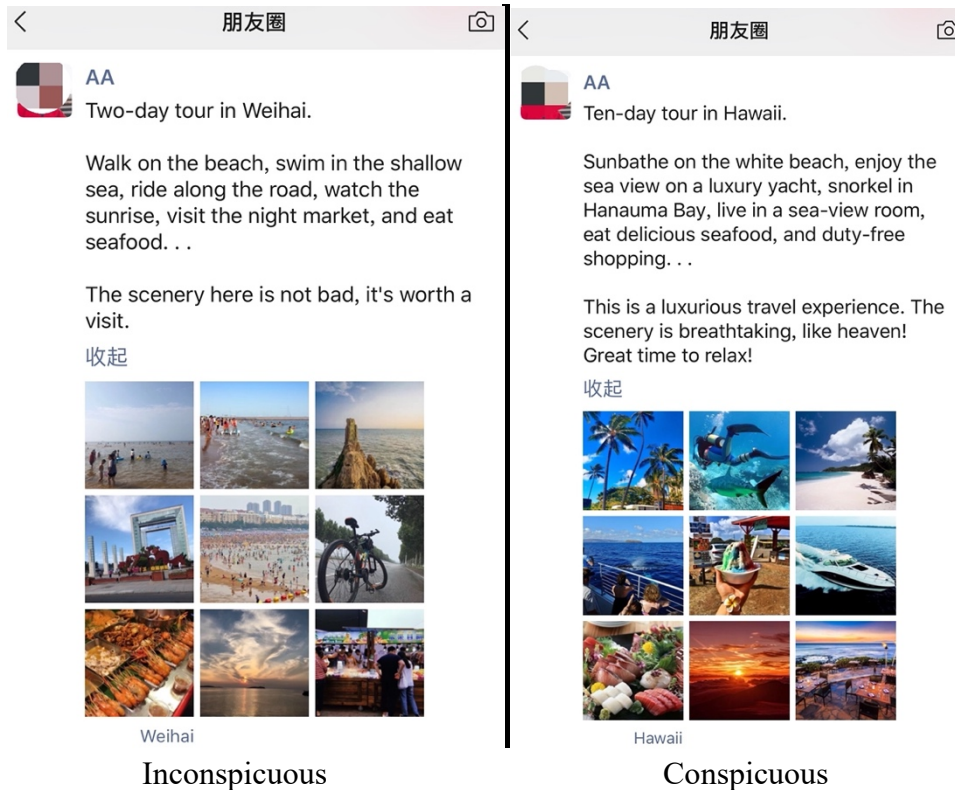 朋友圈
AA
Two-day tour in Weihai.
Walk on the beach, swim in the shallow
sea, ride along the road, watch the
sunrise, visit the night market, and eat
seafood. . .
The scenery here is not bad, it's worth a
visit.
收起
Weihai
Inconspicuous
朋友圈
AA
Ten-day tour in Hawaii.
Sunbathe on the white beach, enjoy the
sea view on a luxury yacht, snorkel in
Hanauma Bay, live in a sea-view room,
eat delicious seafood, and duty-free
shopping. . .
This is a luxurious travel experience. The
scenery is breathtaking, like heaven!
Great time to relax!
收起
Hawaii
Conspicuous